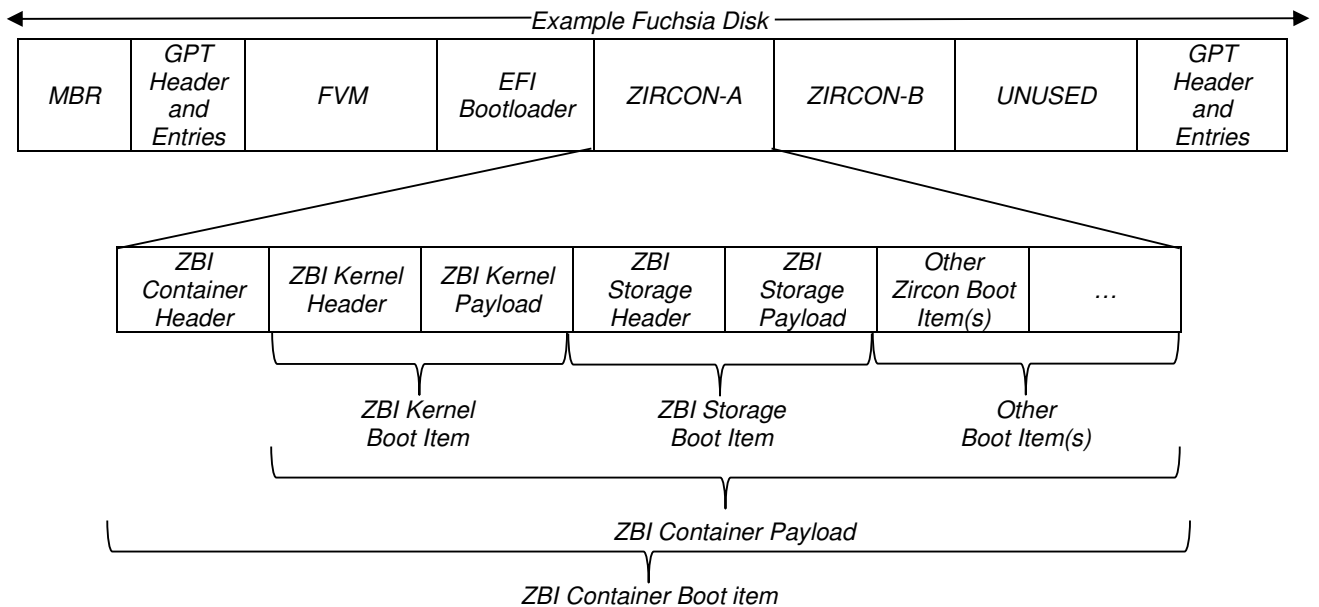 Example Fuchsia Disk
MBR
GPT
Header
and
Entries
FVM
EFI
Bootloader
ZIRCON-A
ZIRCON-B
UNUSED
GPT
Header
and
Entries
ZBI
Container
Header
ZBI Kernel
Header
ZBI Kernel
Payload
ZBI
Storage
Header
ZBI
Storage
Payload
Other
Zircon Boot
Item(s)
...
ZBI Kernel
Boot Item
ZBI Storage
Boot Item
Other
Boot Item(s)
ZBI Container Payload
ZBI Container Boot item